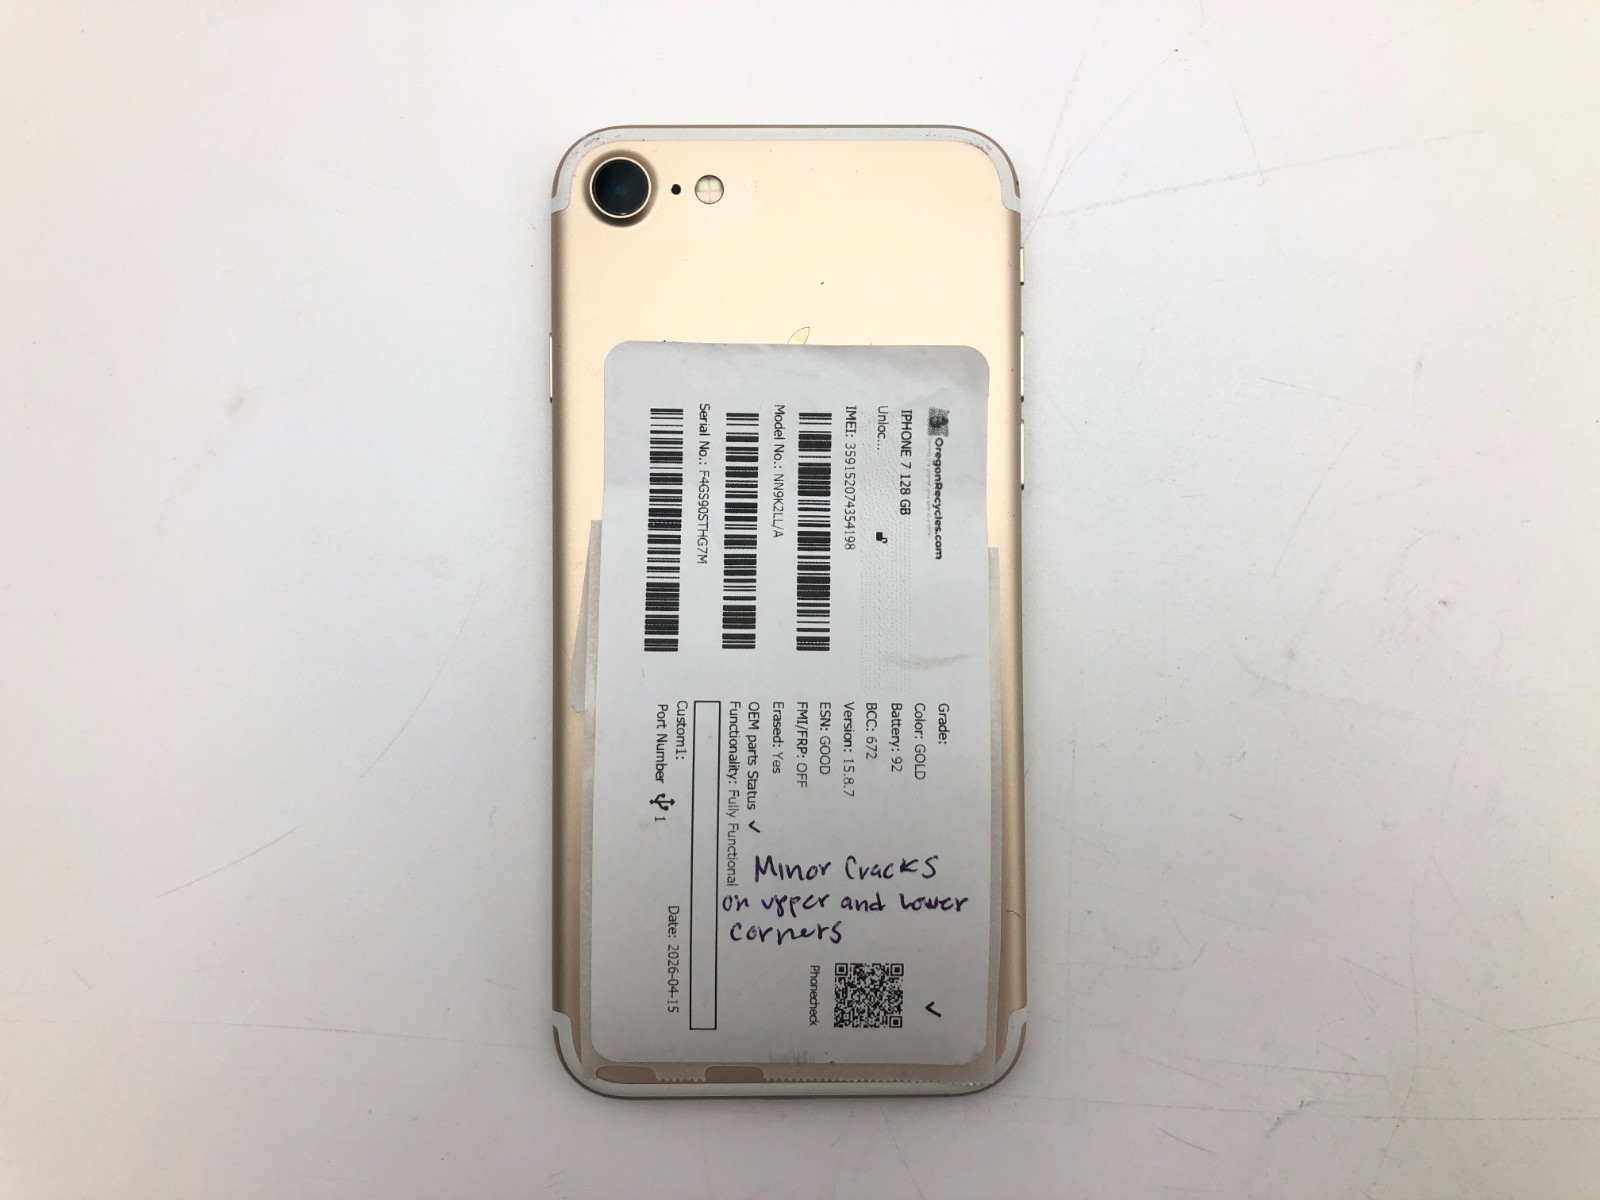 OregonRecycles.com
IPHONE 7 128 GB
Unloc...
IMEI: 359152074354198
Model No.: NN9K2LL/A
Serial No.: F4GS90STHG7M
Grade:
Color: GOLD
Battery: 92
BCC: 672
Version: 15.8.7
ESN: GOOD
FMI/FRP: OFF
Erased: Yes
OEM parts Status ✓
Functionality: Fully Functional
Custom1:
Port Number 1
Date: 2026-04-15
Minor Cracks
on upper and Lower
corners
Phonecheck